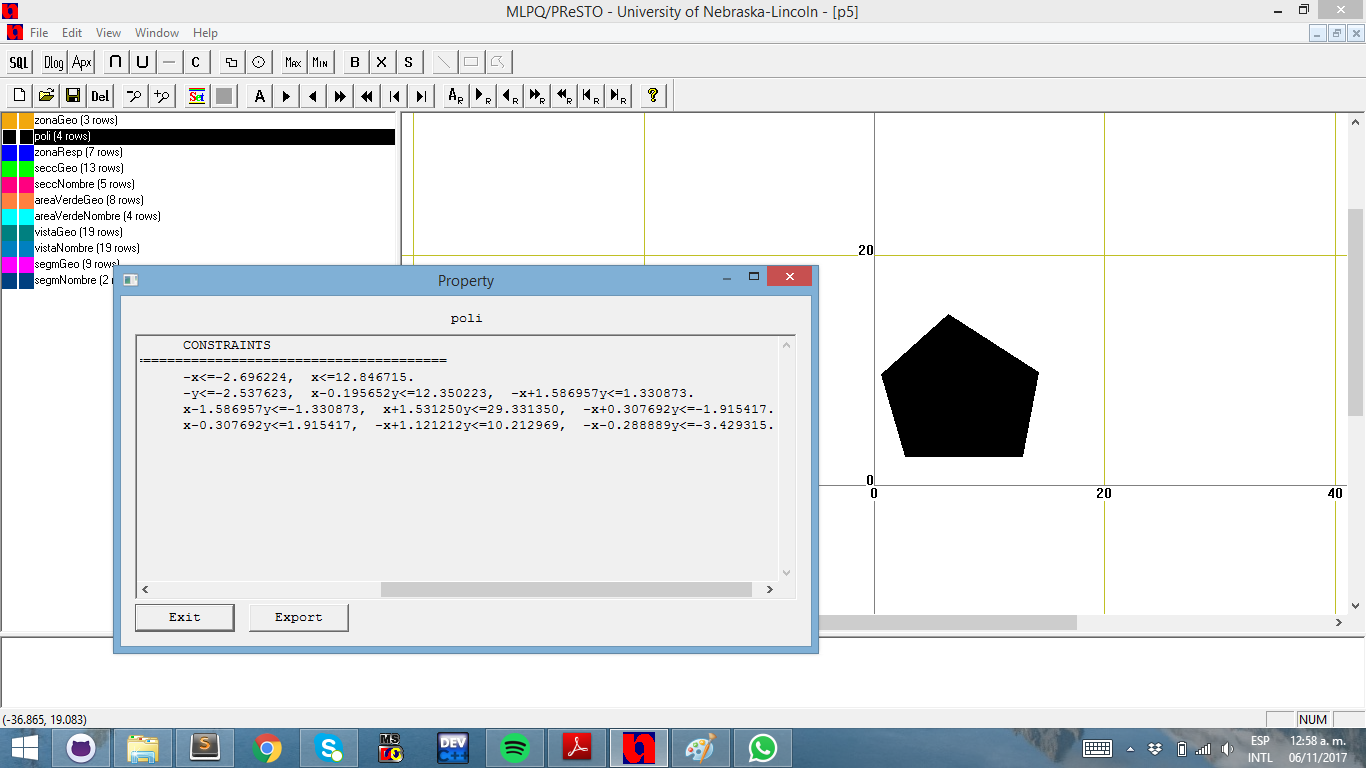 MLPQ/PReSTO - University of Nebraska-Lincoln - [p5]
File Edit View Window Help
SQL Dlog Apx ∩ U — C Max Min B X S
Del Set A A R R R R R R R ?
zonaGeo (3 rows)
poli (4 rows)
zonaResp (7 rows)
seccGeo (13 rows)
seccNombre (5 rows)
areaVerdeGeo (8 rows)
areaVerdeNombre (4 rows)
vistaGeo (19 rows)
vistaNombre (19 rows)
segmGeo (9 rows)
segmNombre (2
20
0
0 20 40
Property
poli
CONSTRAINTS
=======================================
-x<=-2.696224, x<=12.846715.
-y<=-2.537623, x-0.195652y<=12.350223, -x+1.586957y<=1.330873.
x-1.586957y<=-1.330873, x+1.531250y<=29.331350, -x+0.307692y<=-1.915417.
x-0.307692y<=1.915417, -x+1.121212y<=10.212969, -x-0.288889y<=-3.429315.
Exit Export
(-36.865, 19.083)
NUM
S MS DEV C++
ESP 12:58 a. m.
INTL 06/11/2017